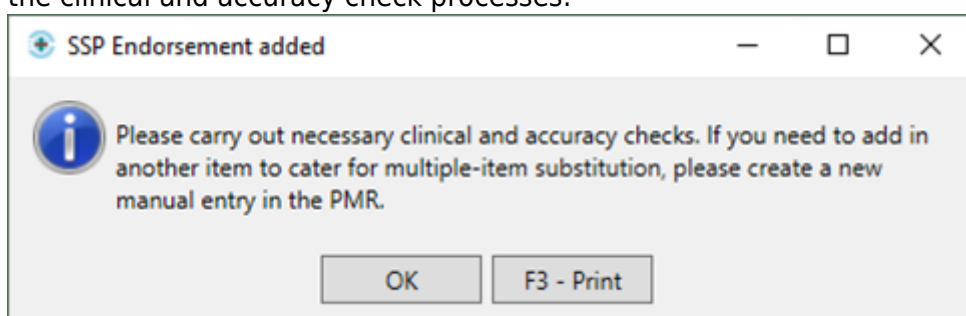 the clinical and accuracy check processes.
SSP Endorsement added
Please carry out necessary clinical and accuracy checks. If you need to add in
another item to cater for multiple-item substitution, please create a new
manual entry in the PMR.
OK
F3 - Print